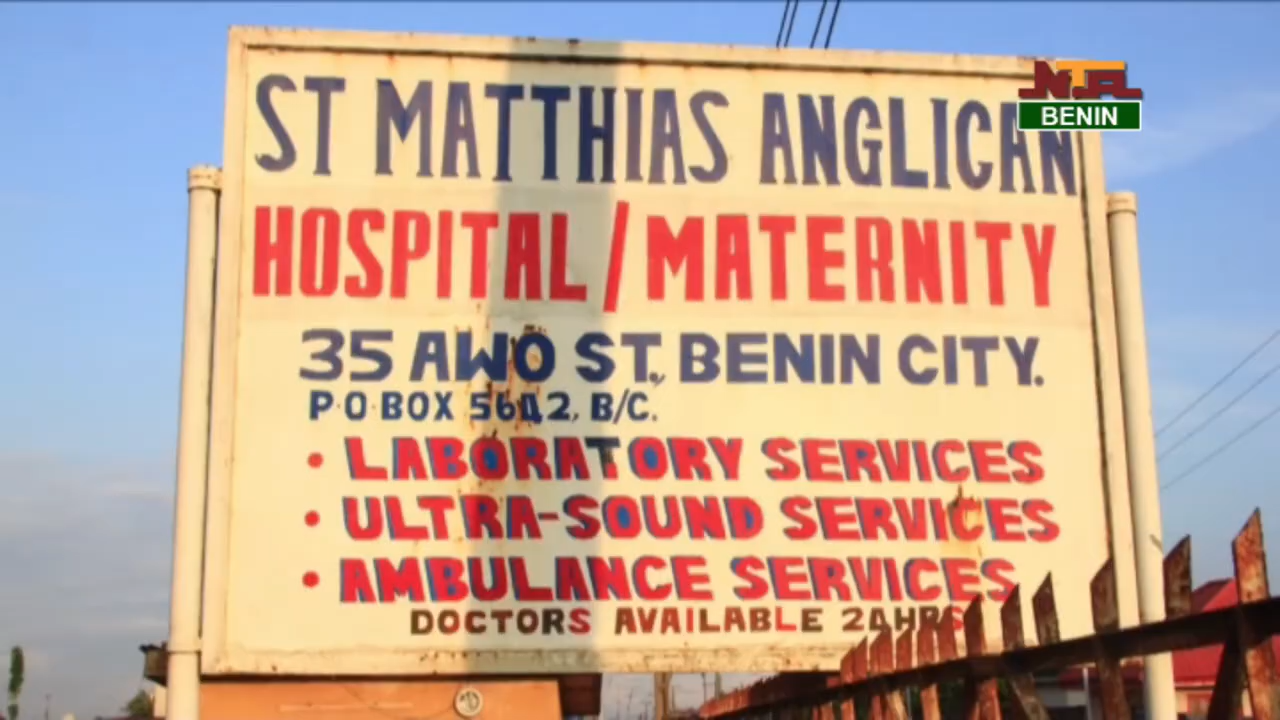 NTA
BENIN
ST MATTHIAS ANGLICAN
HOSPITAL/MATERNITY
35 AWO ST., BENIN CITY.
P.O.BOX 5642, B/C.
• LABORATORY SERVICES
• ULTRA-SOUND SERVICES
• AMBULANCE SERVICES
DOCTORS AVAILABLE 24HRS